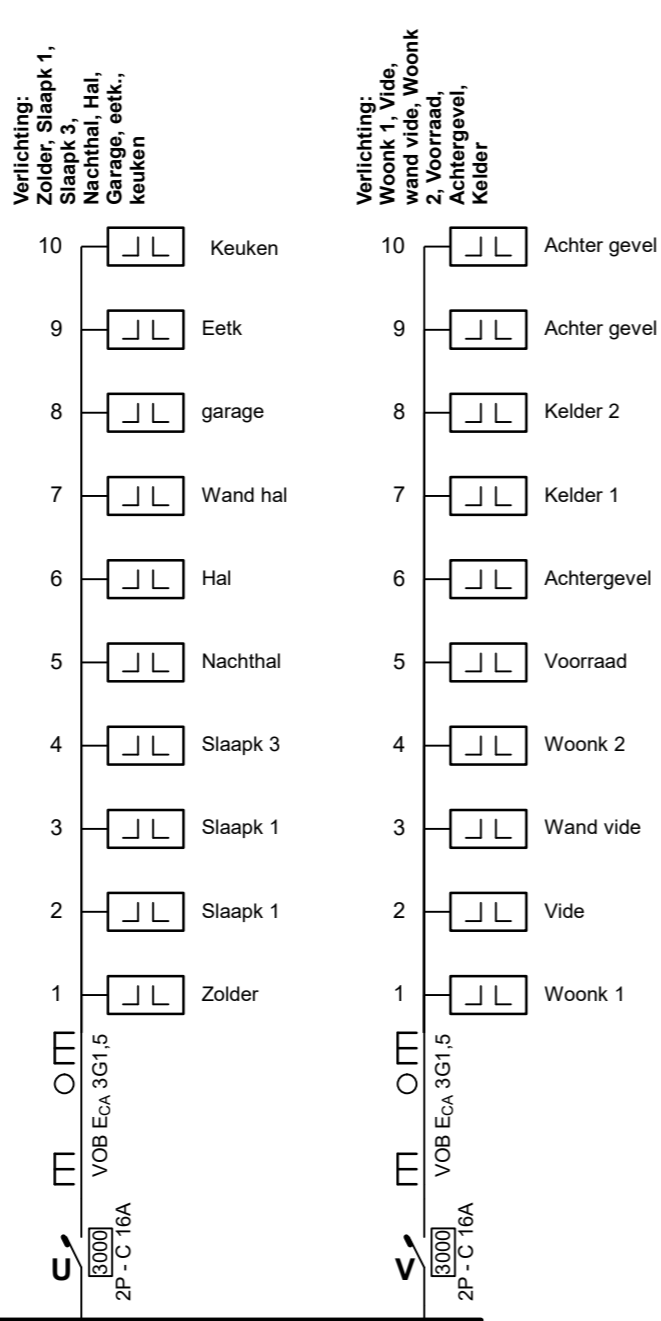 Verlichting:
Zolder, Slaapk 1,
Slaapk 3,
Nachthal, Hal,
Garage, eetk.,
keuken
10 Keuken
9 Eetk
8 garage
7 Wand hal
6 Hal
5 Nachthal
4 Slaapk 3
3 Slaapk 1
2 Slaapk 1
1 Zolder
VOB ECA 3G1,5
U
3000
2P - C 16A
Verlichting:
Woonk 1, Vide,
wand vide, Woonk
2, Voorraad,
Achtergevel,
Kelder
10 Achter gevel
9 Achter gevel
8 Kelder 2
7 Kelder 1
6 Achtergevel
5 Voorraad
4 Woonk 2
3 Wand vide
2 Vide
1 Woonk 1
VOB ECA 3G1,5
V
3000
2P - C 16A